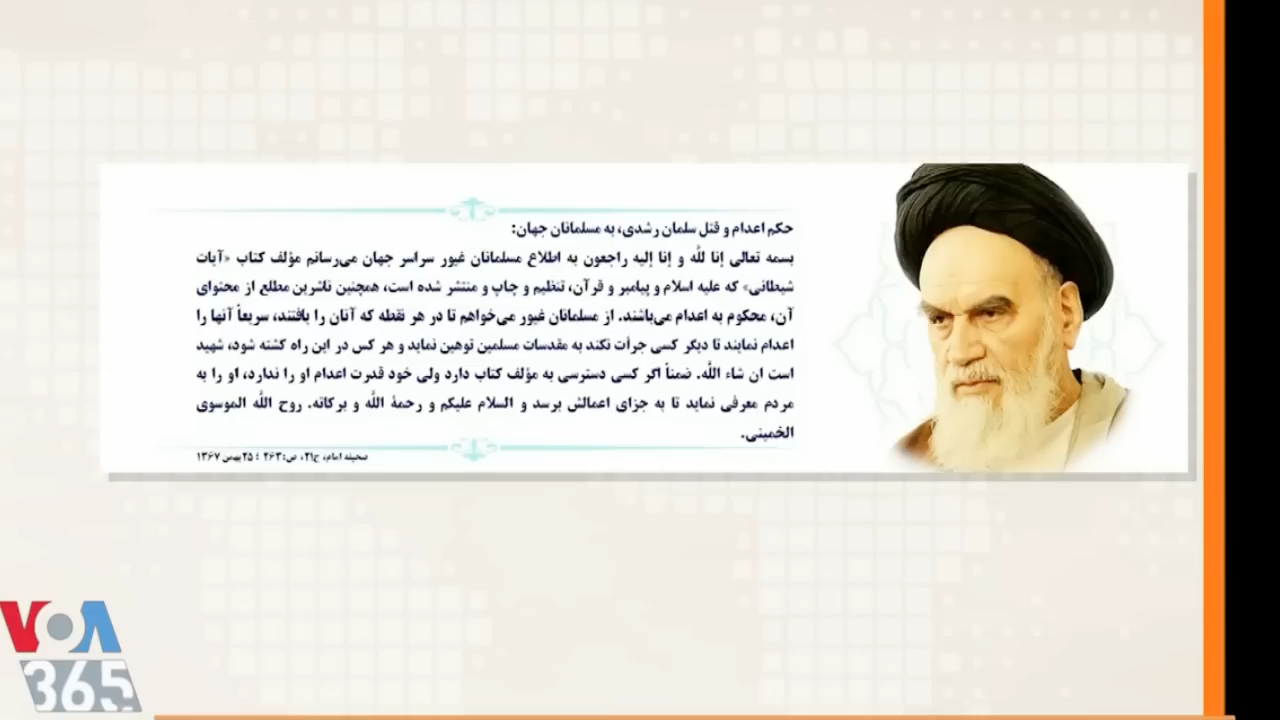 حکم اعدام و قتل سلمان رشدی، به مسلمانان جهان:
بسمه تعالی إنا لله و إنا إلیه راجعون به اطلاع مسلمانان غیور سراسر جهان می‌رسانم مؤلف کتاب «آیات
شیطانی» که علیه اسلام و پیامبر و قرآن، تنظیم و چاپ و منتشر شده است، همچنین ناشرین مطلع از محتوای
آن، محکوم به اعدام می‌باشند. از مسلمانان غیور می‌خواهم تا در هر نقطه که آنان را یافتند، سریعاً آنها را
اعدام نمایند تا دیگر کسی جرأت نکند به مقدسات مسلمین توهین نماید و هر کس در این راه کشته شود، شهید
است ان شاء الله. ضمناً اگر کسی دسترسی به مؤلف کتاب دارد ولی خود قدرت اعدام او را ندارد، او را به
مردم معرفی نماید تا به جزای اعمالش برسد و السلام علیکم و رحمة الله و برکاته. روح الله الموسوی
الخمینی.
صحیفه امام، ج۲۱، ص: ۲۶۳ ؛ ۲۵ بهمن ۱۳۶۷
VOA
365